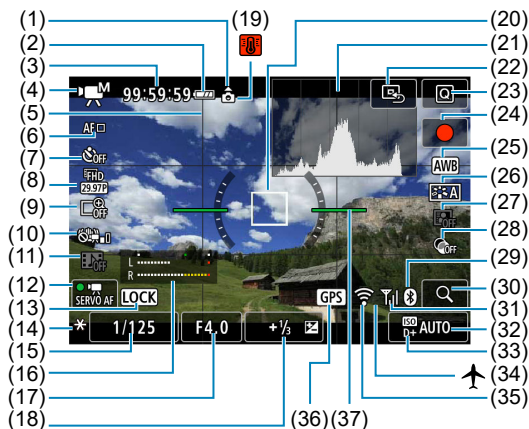 (1) (19) (20)
(2) (21)
(3) (22)
(4) M 99:59:59 Q (23)
(5) (24)
(6) AF
(7) OFF AWB (25)
(8) FHD 29.97P A (26)
(9) OFF OFF (27)
(10) OFF (28)
(11) OFF (29)
(12) SERVO AF L R (30)
(13) LOCK GPS (31)
(14) 1/125 F4.0 +1/3 ISO D+ AUTO (32)
(15) (33)
(16) (34)
(17) (35)
(18) (36) (37)